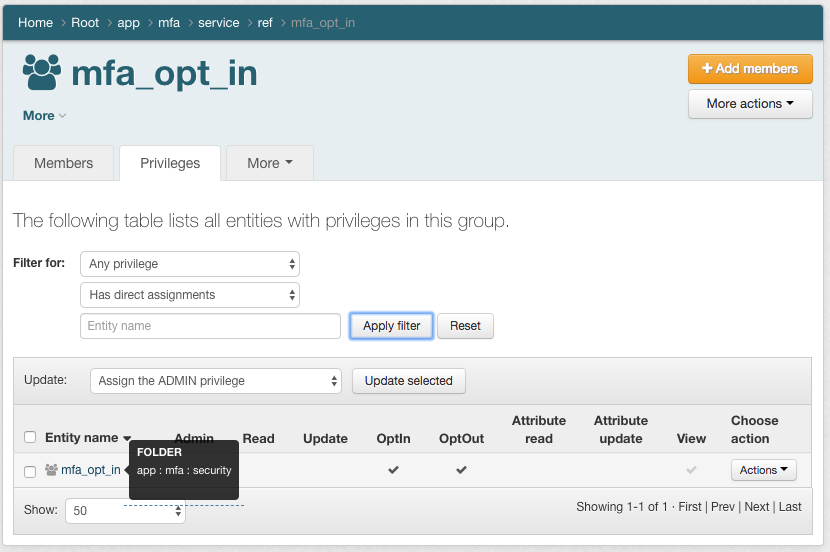 Home > Root > app > mfa > service > ref > mfa_opt_in
mfa_opt_in
+ Add members
More actions
More
Members
Privileges
More
The following table lists all entities with privileges in this group.
Filter for:
Any privilege
Has direct assignments
Entity name
Apply filter
Reset
Update:
Assign the ADMIN privilege
Update selected
Entity name
Admin
Read
Update
OptIn
OptOut
Attribute read
Attribute update
View
Choose action
mfa_opt_in
FOLDER
app : mfa : security
Actions
Show:
50
Showing 1-1 of 1 · First | Prev | Next | Last